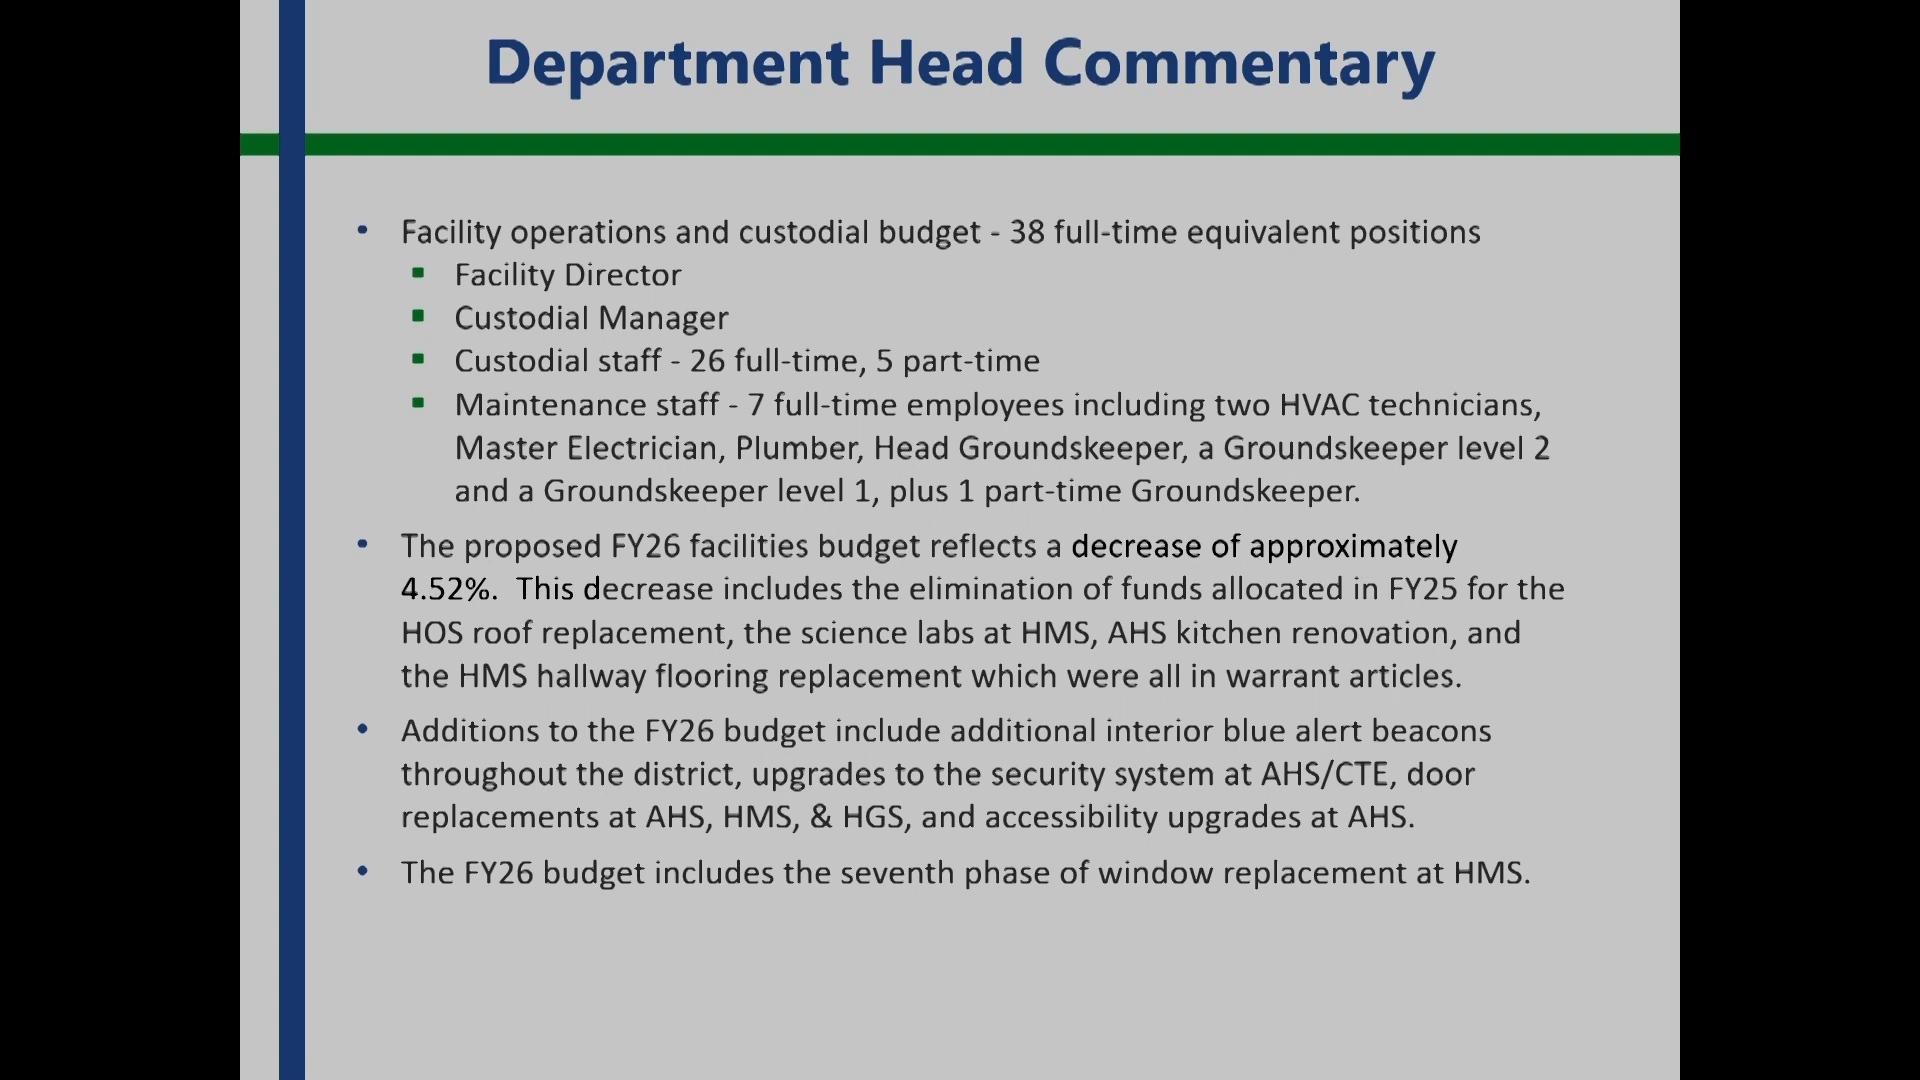 Department Head Commentary
• Facility operations and custodial budget - 38 full-time equivalent positions
▪ Facility Director
▪ Custodial Manager
▪ Custodial staff - 26 full-time, 5 part-time
▪ Maintenance staff - 7 full-time employees including two HVAC technicians,
Master Electrician, Plumber, Head Groundskeeper, a Groundskeeper level 2
and a Groundskeeper level 1, plus 1 part-time Groundskeeper.
• The proposed FY26 facilities budget reflects a decrease of approximately
4.52%.  This decrease includes the elimination of funds allocated in FY25 for the
HOS roof replacement, the science labs at HMS, AHS kitchen renovation, and
the HMS hallway flooring replacement which were all in warrant articles.
• Additions to the FY26 budget include additional interior blue alert beacons
throughout the district, upgrades to the security system at AHS/CTE, door
replacements at AHS, HMS, & HGS, and accessibility upgrades at AHS.
• The FY26 budget includes the seventh phase of window replacement at HMS.